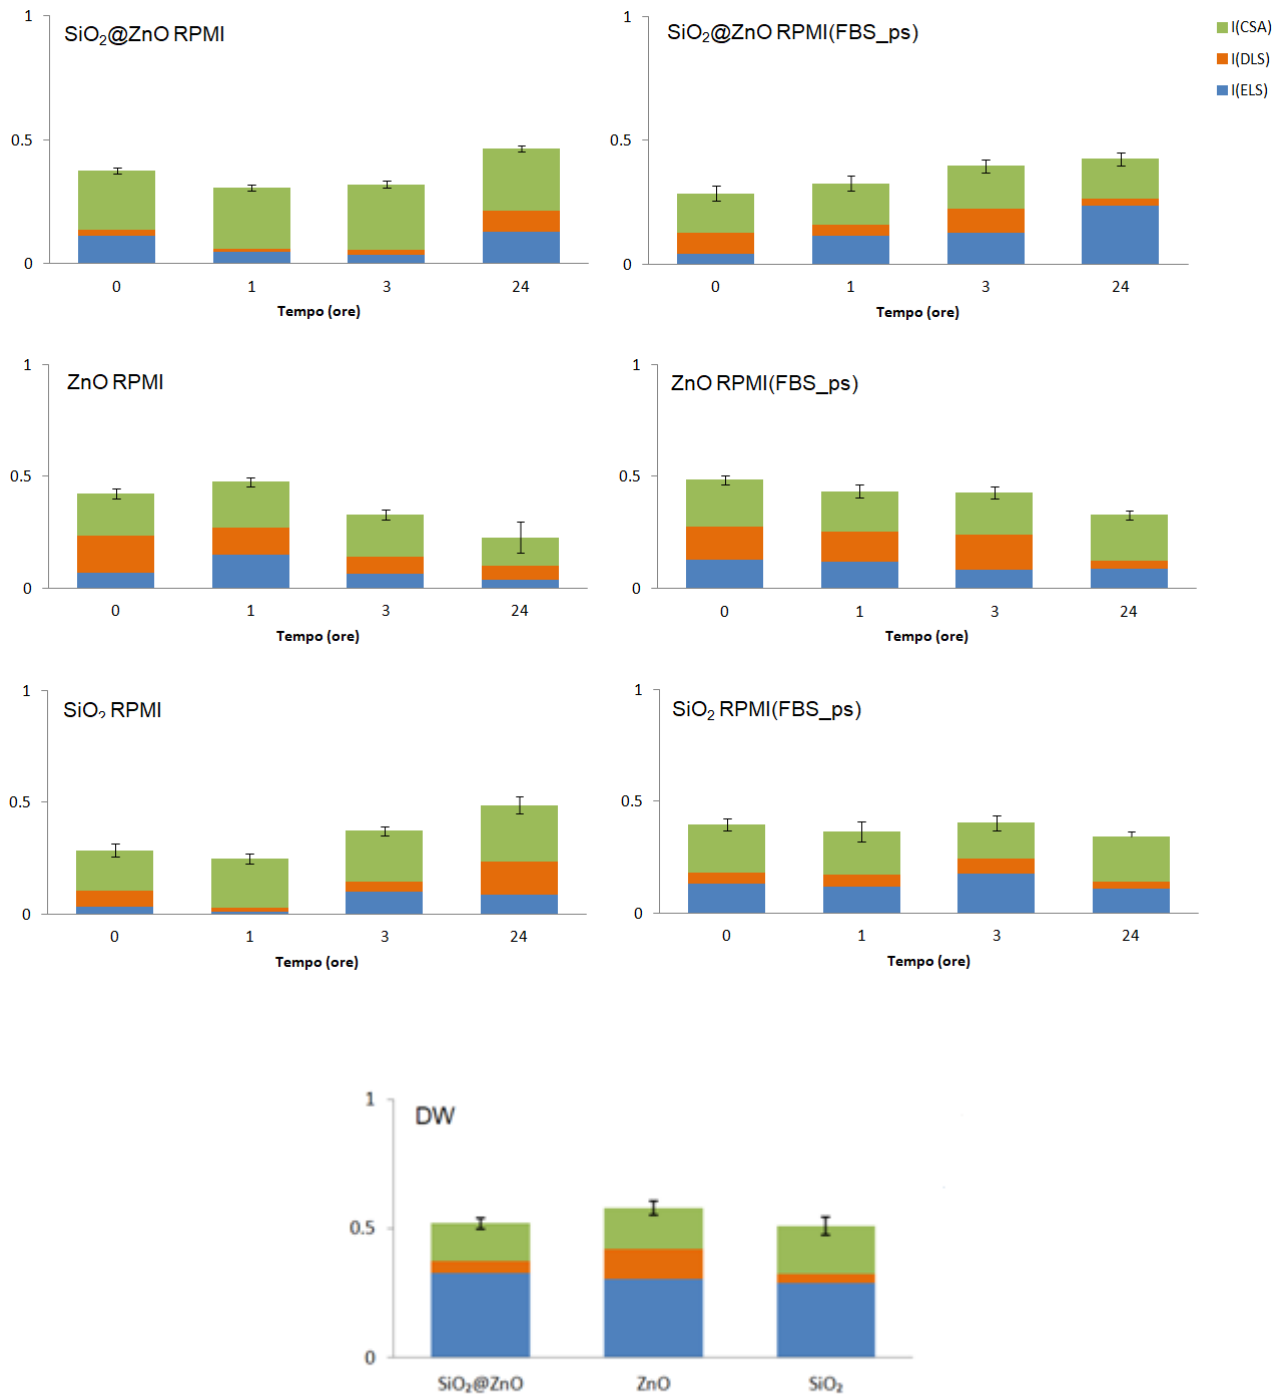 SiO₂@ZnO RPMI
1
0.5
0
0 1 3 24
Tempo (ore)
SiO₂@ZnO RPMI(FBS_ps)
1
0.5
0
0 1 3 24
Tempo (ore)
I(CSA)
I(DLS)
I(ELS)
ZnO RPMI
1
0.5
0
0 1 3 24
Tempo (ore)
ZnO RPMI(FBS_ps)
1
0.5
0
0 1 3 24
Tempo (ore)
SiO₂ RPMI
1
0.5
0
0 1 3 24
Tempo (ore)
SiO₂ RPMI(FBS_ps)
1
0.5
0
0 1 3 24
Tempo (ore)
DW
1
0.5
0
SiO₂@ZnO ZnO SiO₂